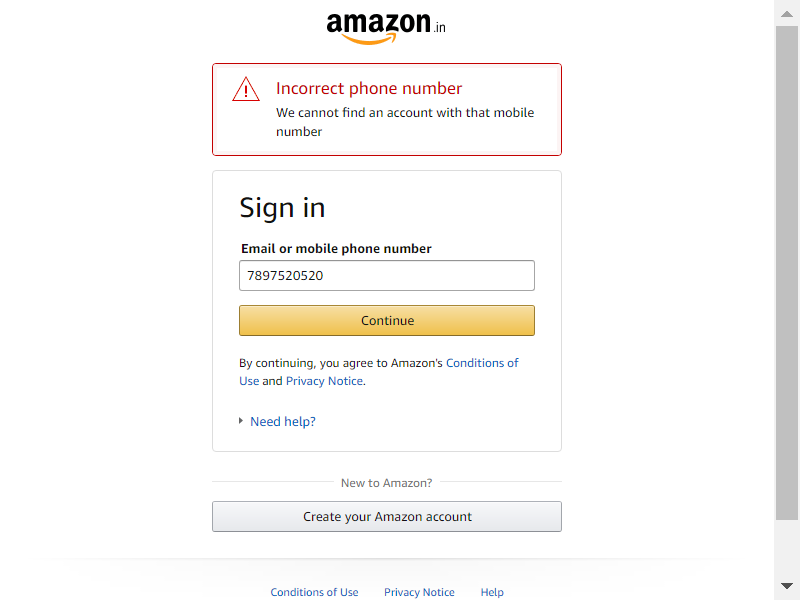 amazon.in
Incorrect phone number
We cannot find an account with that mobile
number
Sign in
Email or mobile phone number
7897520520
Continue
By continuing, you agree to Amazon's Conditions of
Use and Privacy Notice.
Need help?
New to Amazon?
Create your Amazon account
Conditions of Use Privacy Notice Help